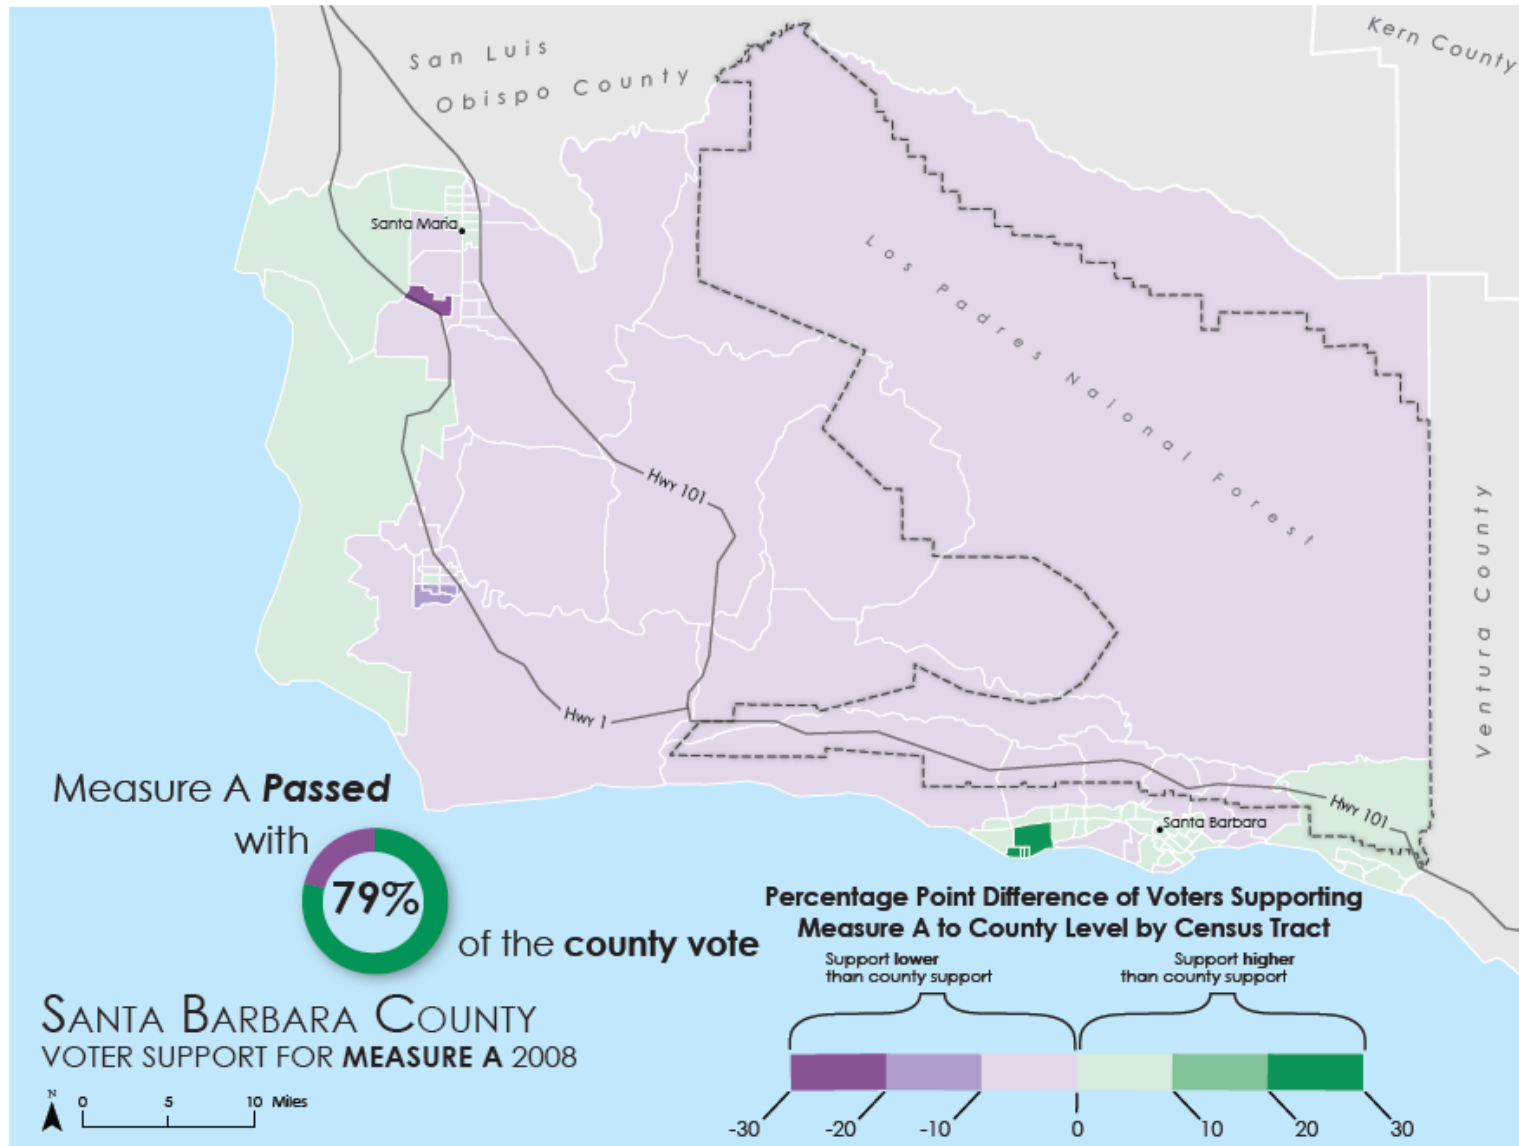 San Luis
Obispo County
Kern County
Santa Maria
Los Padres Naional Forest
Hwy 101
Ventura County
Hwy 1
Hwy 101
Santa Barbara
Measure A Passed
with
79%
of the county vote
Percentage Point Difference of Voters Supporting
Measure A to County Level by Census Tract
Support lower
than county support
Support higher
than county support
SANTA BARBARA COUNTY
VOTER SUPPORT FOR MEASURE A 2008
N
0 5 10 Miles
-30 -20 -10 0 10 20 30